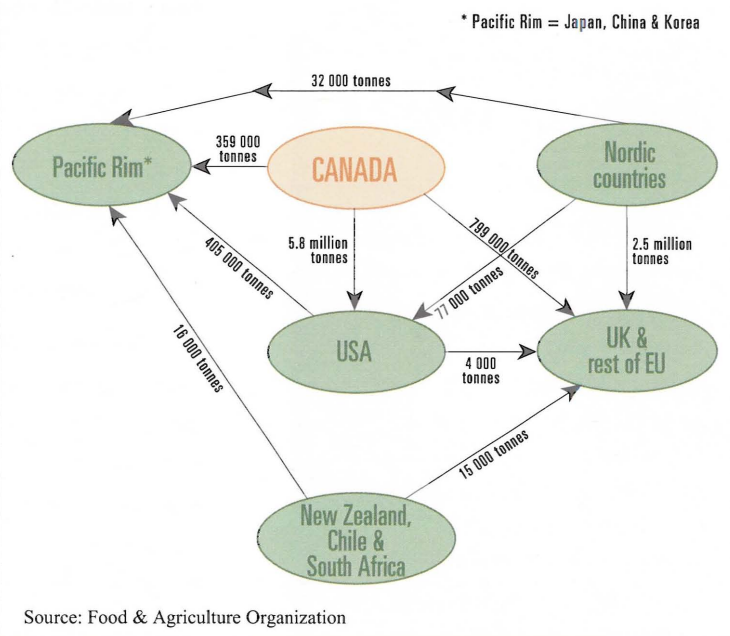 * Pacific Rim = Japan, China & Korea
32 000 tonnes
359 000
tonnes
Pacific Rim*
CANADA
Nordic
countries
405 000 tonnes
5.8 million
tonnes
799 000 tonnes
77 000 tonnes
2.5 million
tonnes
16 000 tonnes
USA
4 000
tonnes
UK &
rest of EU
15 000 tonnes
New Zealand,
Chile &
South Africa
Source: Food & Agriculture Organization